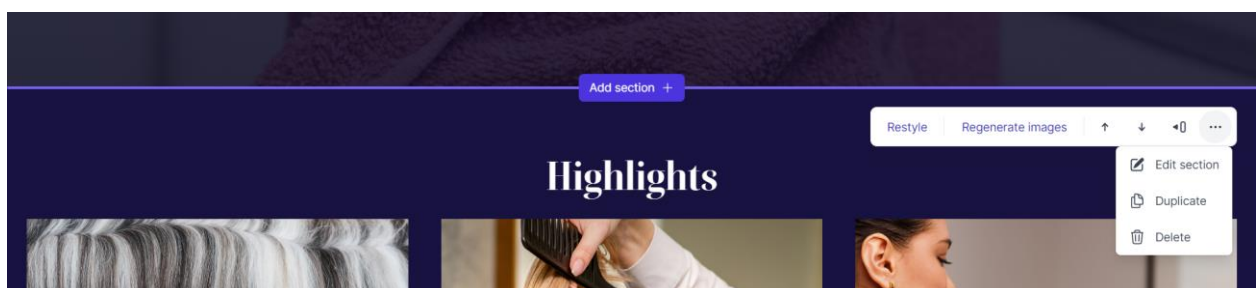 Add section +
Restyle Regenerate images ↑ ↓ ...
Edit section
Highlights
Duplicate
Delete